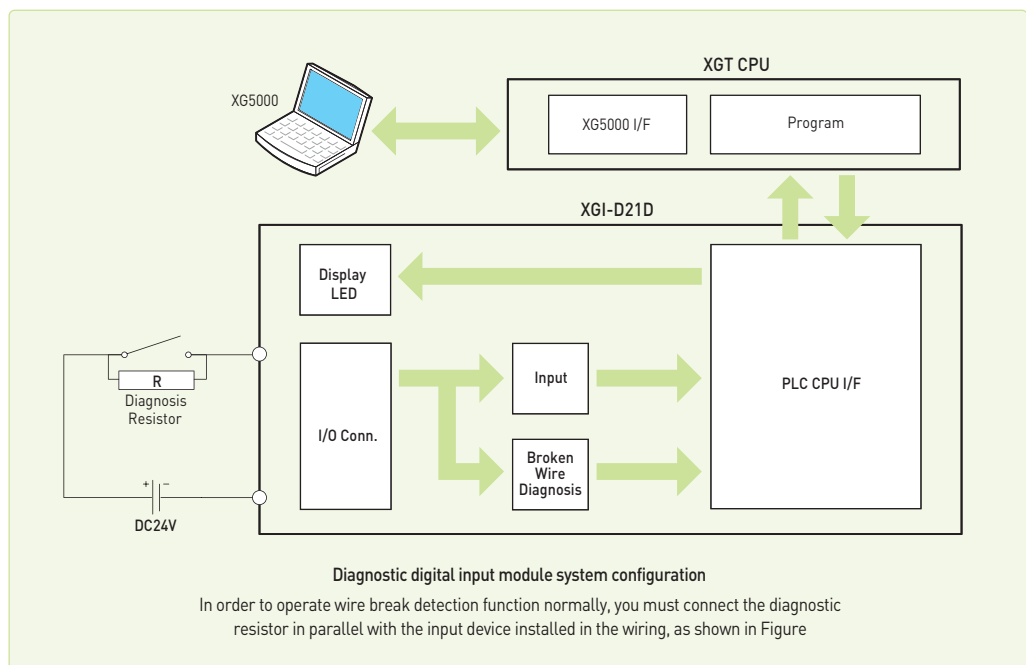 XGT CPU
XG5000
XG5000 I/F
Program
XGI-D21D
Display
LED
R
Diagnosis
Resistor
I/O Conn.
Input
Broken
Wire
Diagnosis
PLC CPU I/F
+ –
DC24V
Diagnostic digital input module system configuration
In order to operate wire break detection function normally, you must connect the diagnostic
resistor in parallel with the input device installed in the wiring, as shown in Figure